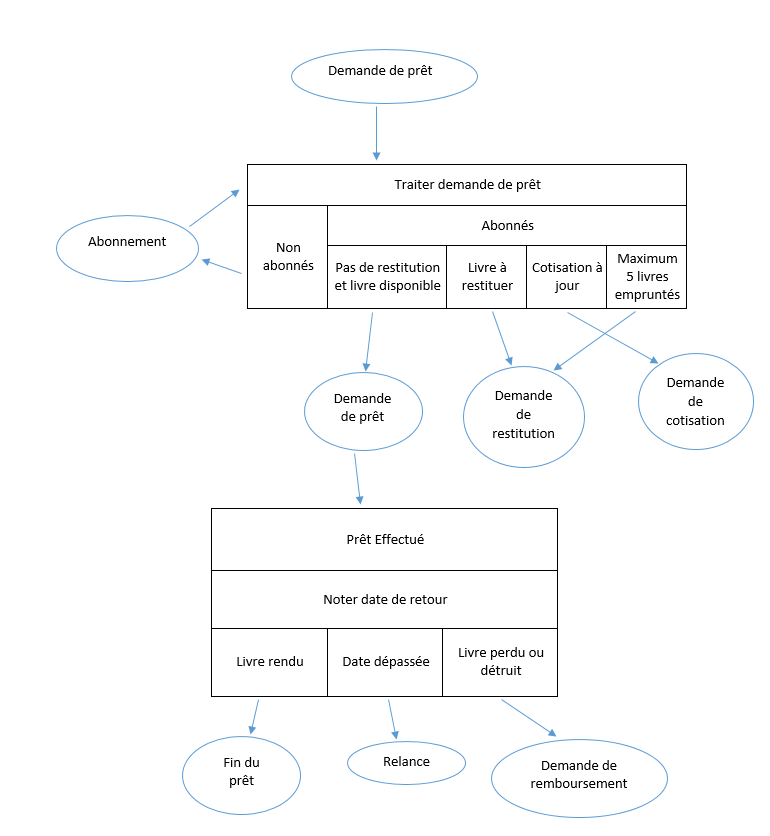 Demande de prêt
Traiter demande de prêt
Abonnement
Non
abonnés
Abonnés
Pas de restitution
et livre disponible
Livre à
restituer
Cotisation à
jour
Maximum
5 livres
empruntés
Demande
de prêt
Demande
de
restitution
Demande
de
cotisation
Prêt Effectué
Noter date de retour
Livre rendu
Date dépassée
Livre perdu ou
détruit
Fin du
prêt
Relance
Demande de
remboursement